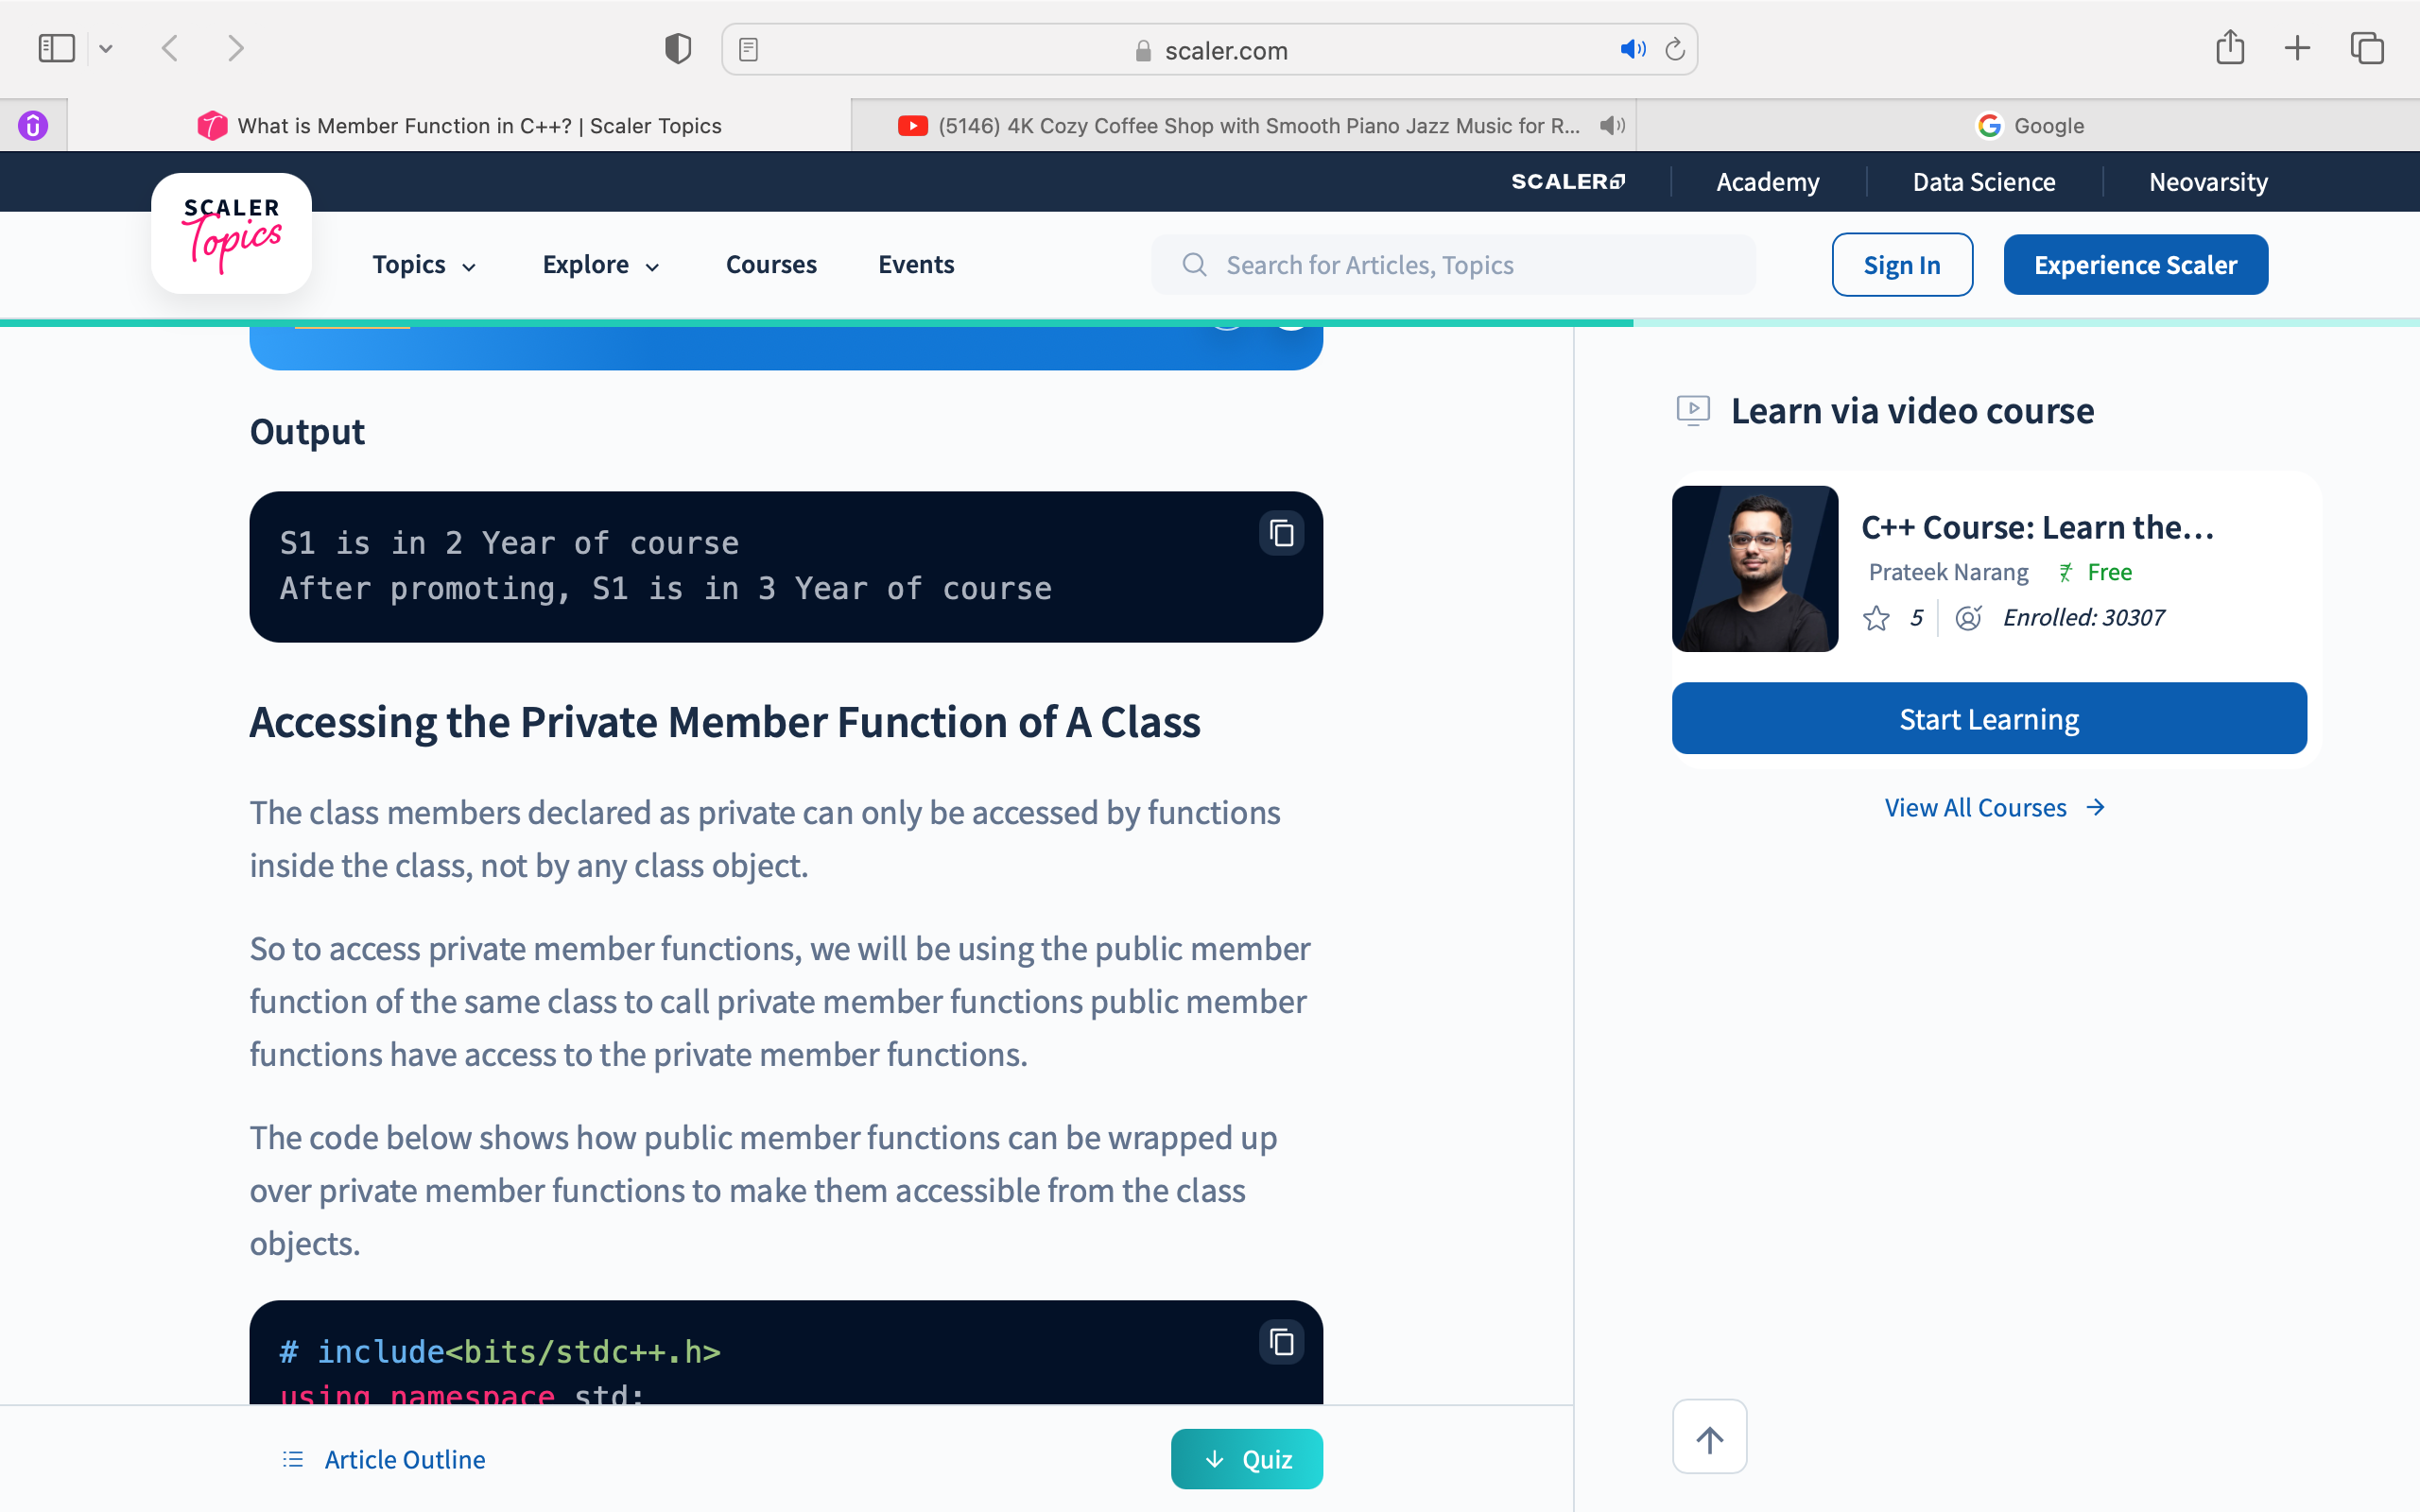 scaler.com
What is Member Function in C++? | Scaler Topics
(5146) 4K Cozy Coffee Shop with Smooth Piano Jazz Music for R...
Google
SCALER
Academy
Data Science
Neovarsity
SCALER
Topics
Topics
Explore
Courses
Events
Search for Articles, Topics
Sign In
Experience Scaler
Output
S1 is in 2 Year of course
After promoting, S1 is in 3 Year of course
Accessing the Private Member Function of A Class
The class members declared as private can only be accessed by functions
inside the class, not by any class object.
So to access private member functions, we will be using the public member
function of the same class to call private member functions public member
functions have access to the private member functions.
The code below shows how public member functions can be wrapped up
over private member functions to make them accessible from the class
objects.
# include<bits/stdc++.h>
using namespace std;
Article Outline
Quiz
Learn via video course
C++ Course: Learn the...
Prateek Narang
Free
5
Enrolled: 30307
Start Learning
View All Courses